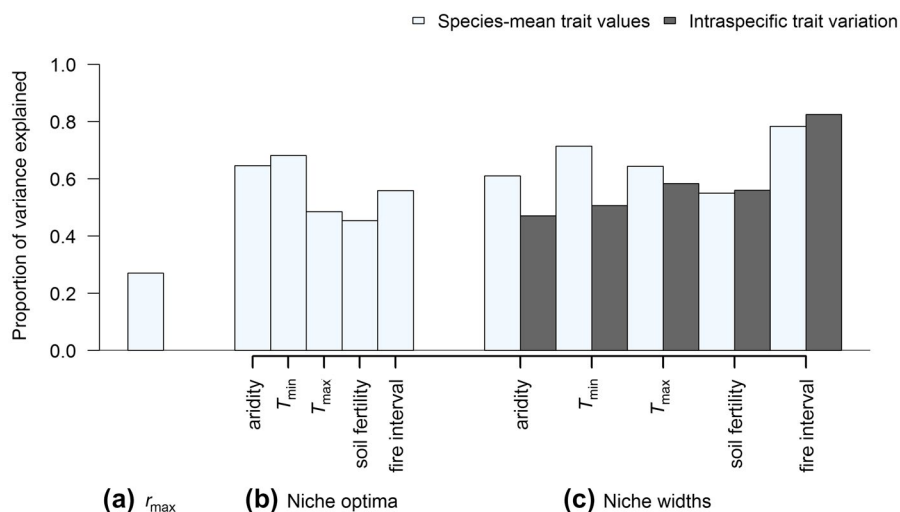 Species-mean trait values Intraspecific trait variation
Proportion of variance explained
1.0
0.8
0.6
0.4
0.2
0.0
aridity
Tmin
Tmax
soil fertility
fire interval
aridity
Tmin
Tmax
soil fertility
fire interval
(a) rmax (b) Niche optima (c) Niche widths